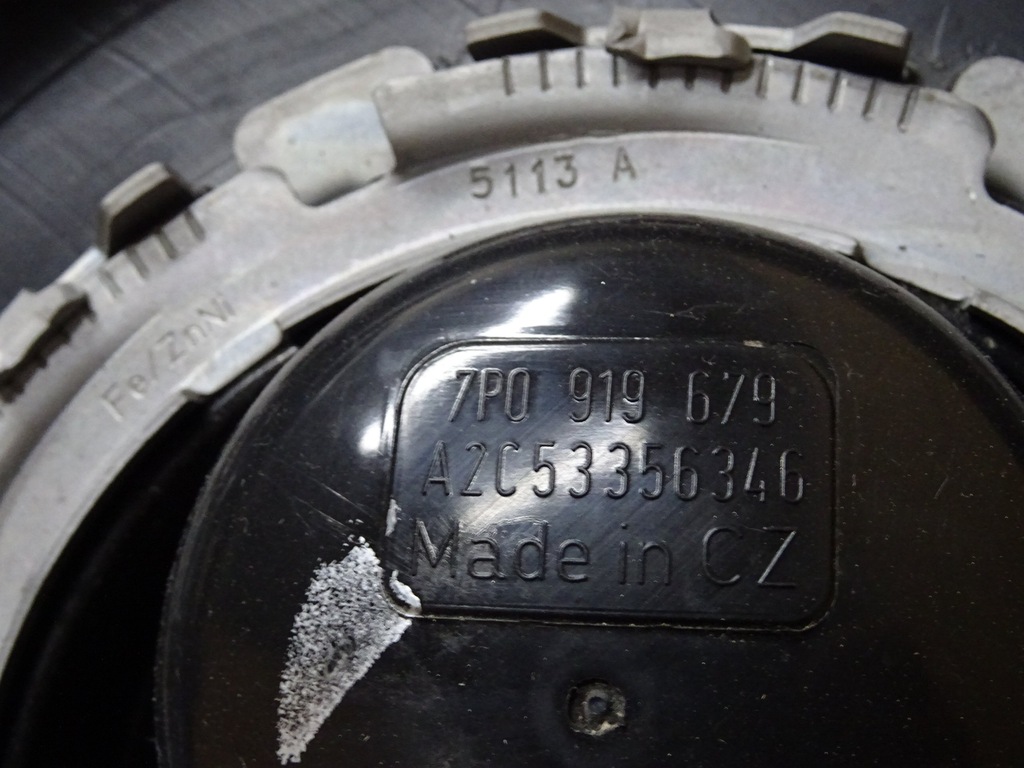 5113 A
Fe/ZnNi
7P0 919 679
A2C53356346
Made in CZ